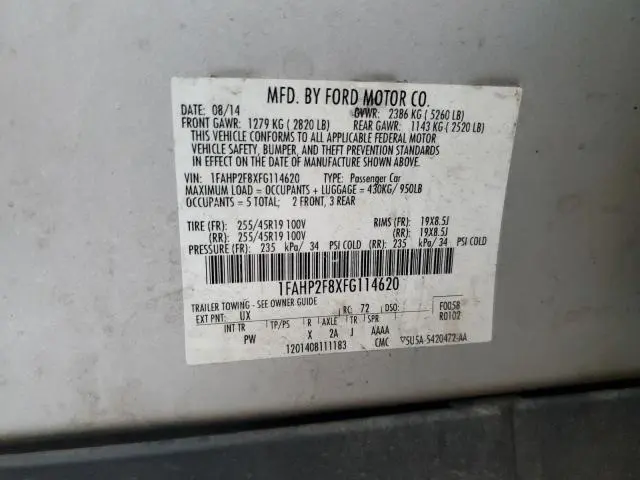 MFD. BY FORD MOTOR CO.
DATE: 08/14 GVWR: 2386 KG ( 5260 LB)
FRONT GAWR: 1279 KG ( 2820 LB) REAR GAWR: 1143 KG ( 2520 LB)
THIS VEHICLE CONFORMS TO ALL APPLICABLE FEDERAL MOTOR
VEHICLE SAFETY, BUMPER, AND THEFT PREVENTION STANDARDS
IN EFFECT ON THE DATE OF MANUFACTURE SHOWN ABOVE.
VIN: 1FAHP2F8XFG114620 TYPE: Passenger Car
MAXIMUM LOAD = OCCUPANTS + LUGGAGE = 430KG/ 950LB
OCCUPANTS = 5 TOTAL; 2 FRONT, 3 REAR
TIRE (FR): 255/45R19 100V RIMS (FR): 19X8.5J
(RR): 255/45R19 100V (RR): 19X8.5J
PRESSURE (FR): 235 kPa/ 34 PSI COLD (RR): 235 kPa/ 34 PSI COLD
1FAHP2F8XFG114620
TRAILER TOWING - SEE OWNER GUIDE F0058
EXT PNT: UX RC: 72 DSO: R0102
INT TR TP/PS R AXLE TR SPR
PW X 2A J AAAA
1201408111183 CMC ▽5U5A-5420472-AA